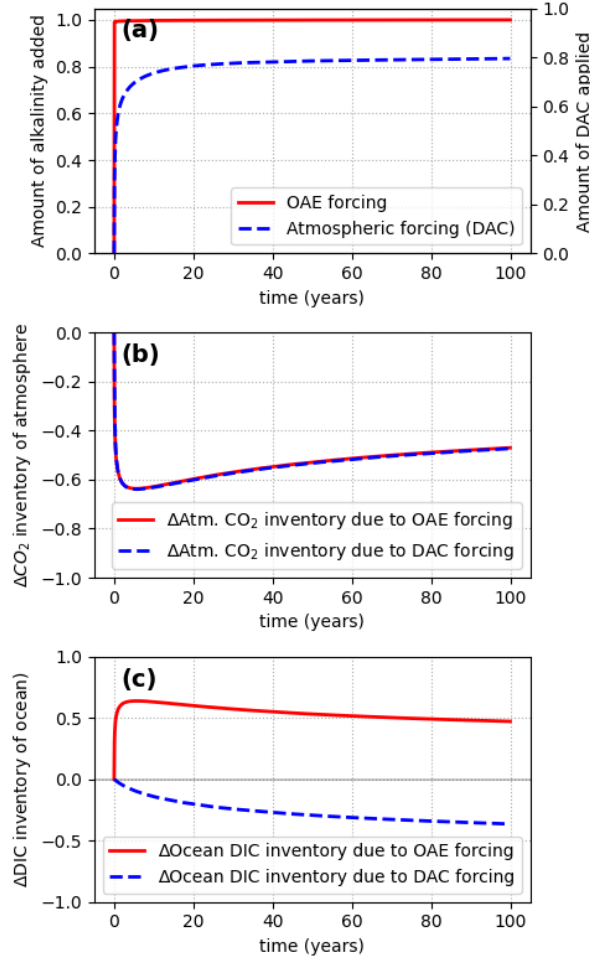 (a)
Amount of alkalinity added
Amount of DAC applied
1.0
0.8
0.6
0.4
0.2
0.0
1.0
0.8
0.6
0.4
0.2
0.0
OAE forcing
Atmospheric forcing (DAC)
0 20 40 60 80 100
time (years)
(b)
ΔCO₂ inventory of atmosphere
0.0
−0.2
−0.4
−0.6
−0.8
−1.0
ΔAtm. CO₂ inventory due to OAE forcing
ΔAtm. CO₂ inventory due to DAC forcing
0 20 40 60 80 100
time (years)
(c)
ΔDIC inventory of ocean)
1.0
0.5
0.0
−0.5
−1.0
ΔOcean DIC inventory due to OAE forcing
ΔOcean DIC inventory due to DAC forcing
0 20 40 60 80 100
time (years)